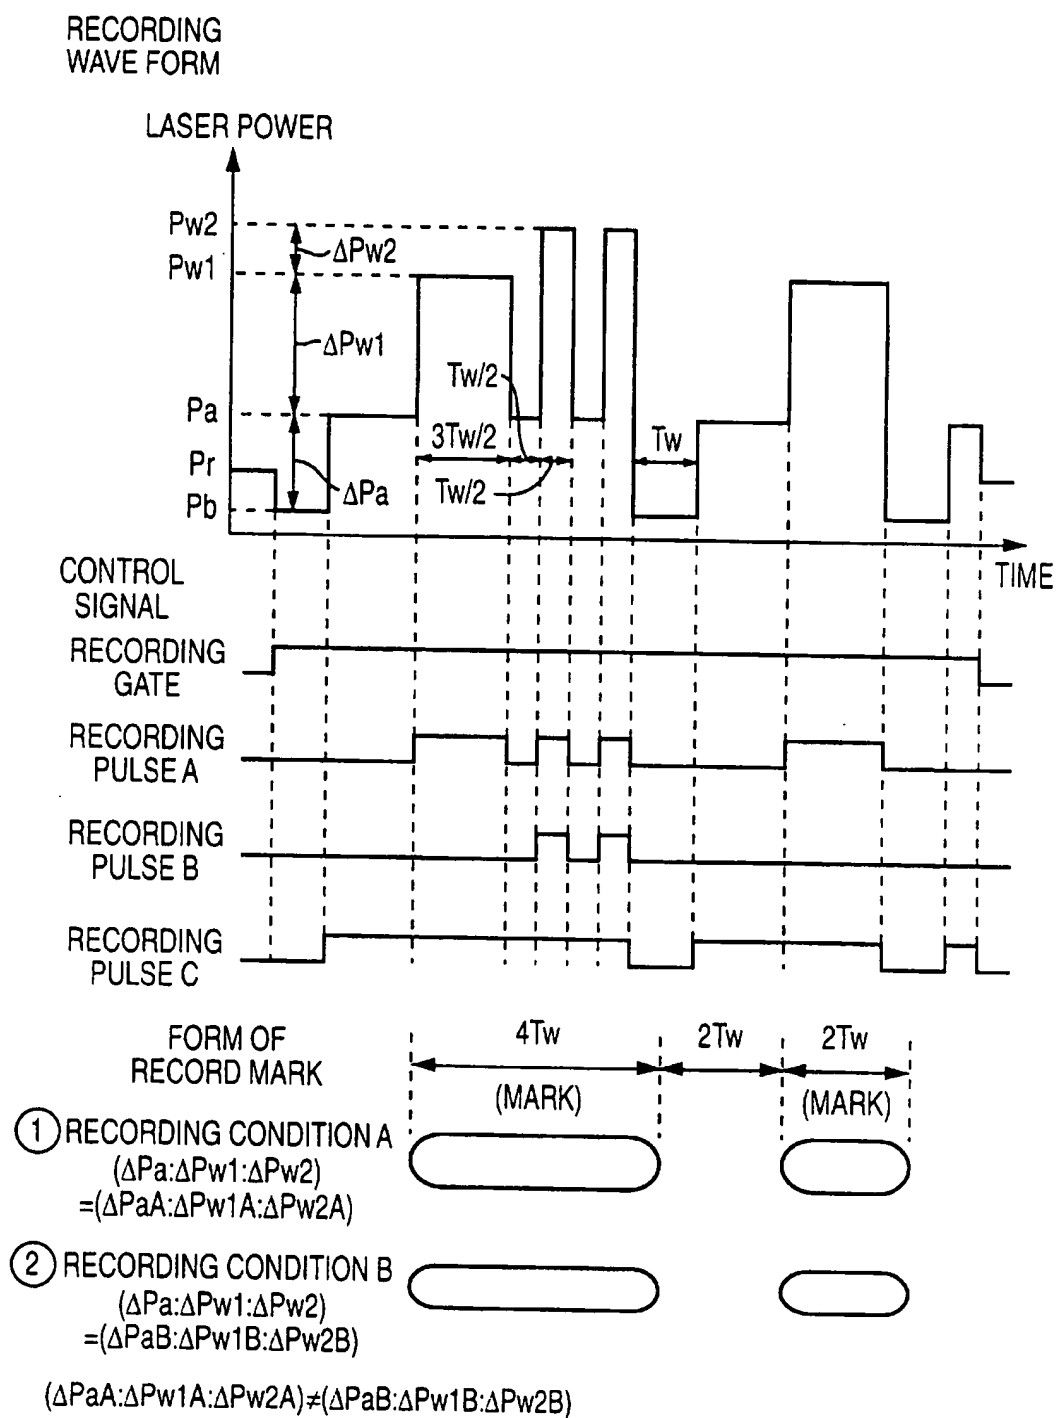 RECORDING
WAVE FORM
LASER POWER
Pw2
ΔPw2
Pw1
ΔPw1
Tw/2
Pa
3Tw/2
Tw
Pr
ΔPa
Tw/2
Pb
TIME
CONTROL
SIGNAL
RECORDING
GATE
RECORDING
PULSE A
RECORDING
PULSE B
RECORDING
PULSE C
FORM OF
RECORD MARK
4Tw
2Tw
2Tw
(MARK)
(MARK)
1 RECORDING CONDITION A
(ΔPa:ΔPw1:ΔPw2)
=(ΔPaA:ΔPw1A:ΔPw2A)
2 RECORDING CONDITION B
(ΔPa:ΔPw1:ΔPw2)
=(ΔPaB:ΔPw1B:ΔPw2B)
(ΔPaA:ΔPw1A:ΔPw2A)≠(ΔPaB:ΔPw1B:ΔPw2B)